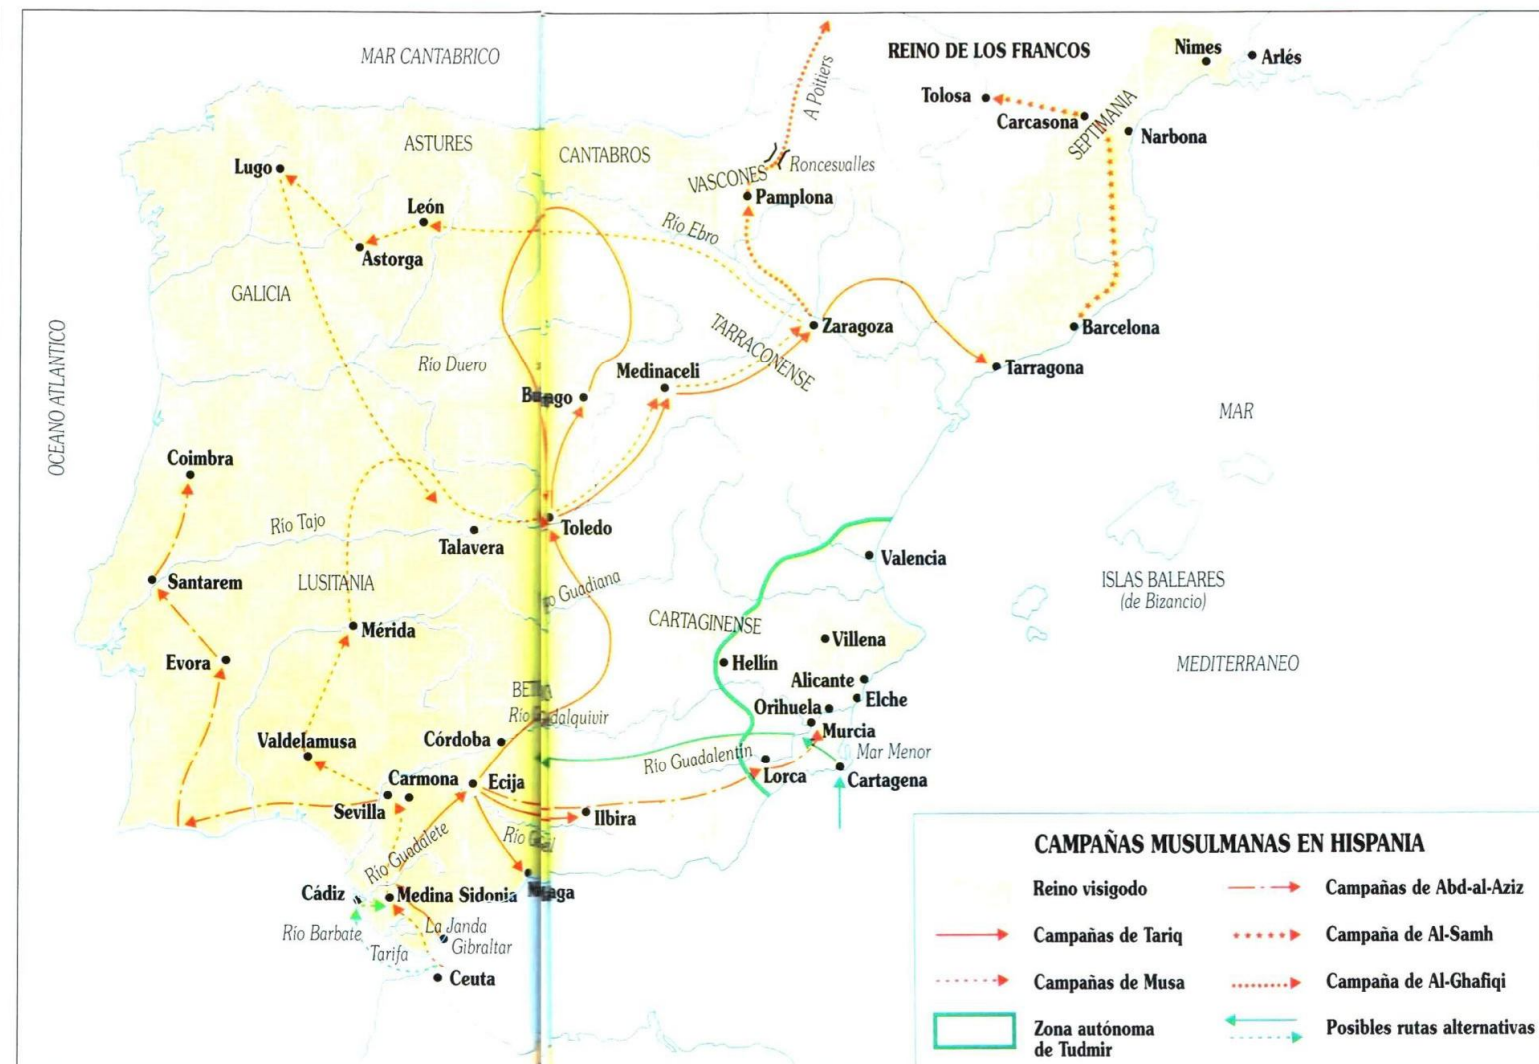 MAR CANTABRICO
REINO DE LOS FRANCOS
Nimes
Arlés
A Poitiers
Tolosa
Carcasona
SEPTIMANIA
Narbona
ASTURES
CANTABROS
Roncesvalles
VASCONES
Pamplona
Lugo
León
Astorga
Río Ebro
GALICIA
Zaragoza
Barcelona
TARRACONENSE
Río Duero
Medinaceli
Tarragona
OCEANO ATLANTICO
MAR
Coimbra
Río Tajo
Toledo
Talavera
Valencia
Santarem
LUSITANIA
Guadiana
ISLAS BALEARES
(de Bizancio)
CARTAGINENSE
Mérida
Villena
Evora
Hellín
MEDITERRANEO
Alicante
Elche
Orihuela
Río
Murcia
Valdelamusa
Córdoba
Mar Menor
Río Guadalentín
Lorca
Cartagena
Carmona
Ecija
Sevilla
Ilbira
Río Guadalete
Río
Cádiz
Medina Sidonia
La Janda
Río Barbate
Gibraltar
Tarifa
Ceuta
CAMPAÑAS MUSULMANAS EN HISPANIA
Reino visigodo
Campañas de Tariq
Campañas de Musa
Zona autónoma
de Tudmir
Campañas de Abd-al-Aziz
Campaña de Al-Samh
Campaña de Al-Ghafiqi
Posibles rutas alternativas